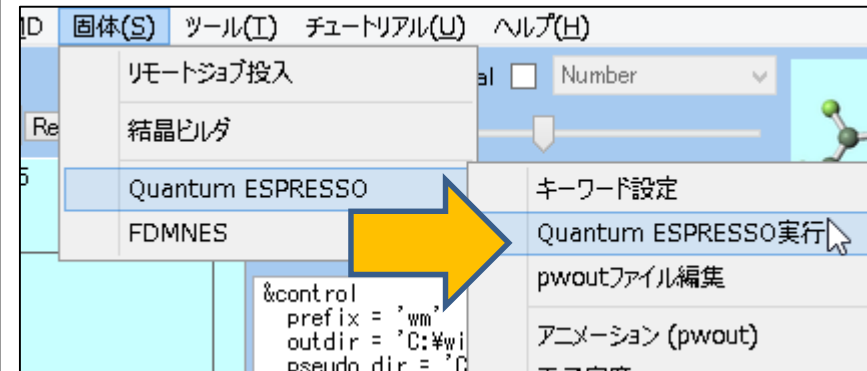 MD 固体(S) ツール(T) チュートリアル(U) ヘルプ(H)
リモートジョブ投入
al Number
Re
結晶ビルダ
5
Quantum ESPRESSO
キーワード設定
FDMNES
Quantum ESPRESSO実行
pwoutファイル編集
&control
prefix = 'wm'
outdir = 'C:¥wi
アニメーション (pwout)
pseudo_dir = 'C